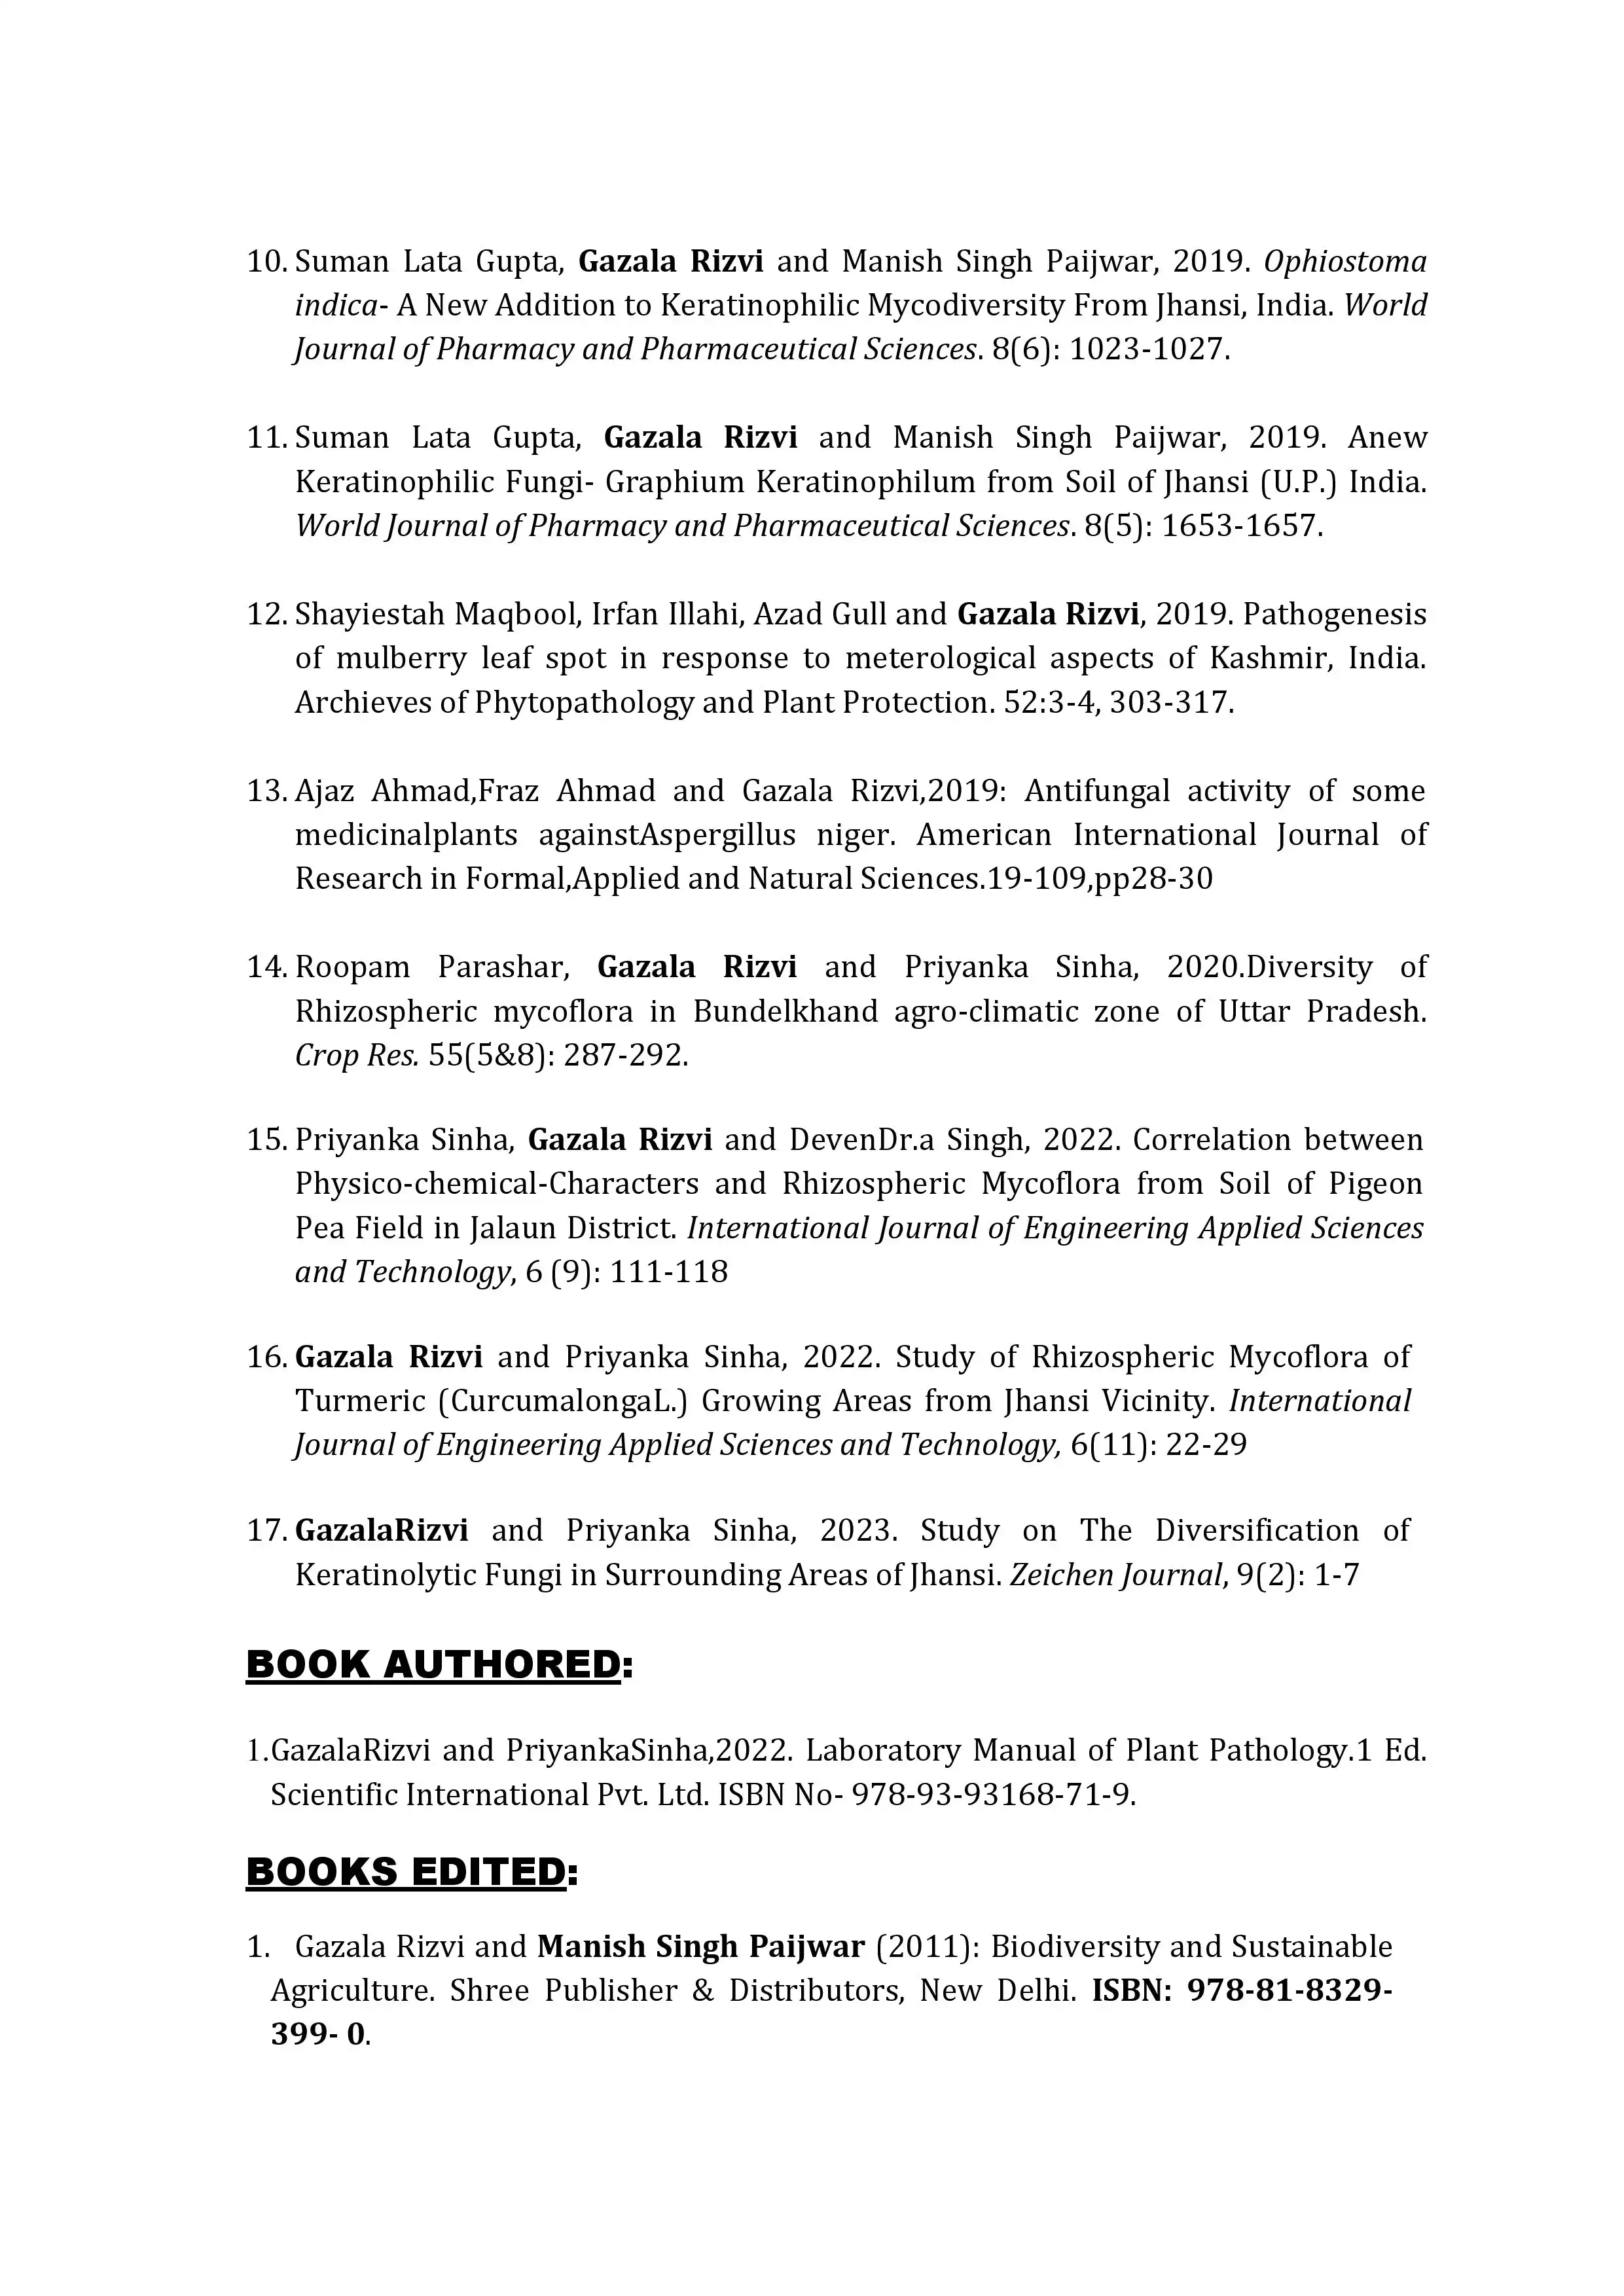 10. Suman Lata Gupta, Gazala Rizvi and Manish Singh Paijwar, 2019. Ophiostoma
indica- A New Addition to Keratinophilic Mycodiversity From Jhansi, India. World
Journal of Pharmacy and Pharmaceutical Sciences. 8(6): 1023-1027.
11. Suman Lata Gupta, Gazala Rizvi and Manish Singh Paijwar, 2019. Anew
Keratinophilic Fungi- Graphium Keratinophilum from Soil of Jhansi (U.P.) India.
World Journal of Pharmacy and Pharmaceutical Sciences. 8(5): 1653-1657.
12. Shayiestah Maqbool, Irfan Illahi, Azad Gull and Gazala Rizvi, 2019. Pathogenesis
of mulberry leaf spot in response to meterological aspects of Kashmir, India.
Archieves of Phytopathology and Plant Protection. 52:3-4, 303-317.
13. Ajaz Ahmad,Fraz Ahmad and Gazala Rizvi,2019: Antifungal activity of some
medicinalplants againstAspergillus niger. American International Journal of
Research in Formal,Applied and Natural Sciences.19-109,pp28-30
14. Roopam Parashar, Gazala Rizvi and Priyanka Sinha, 2020.Diversity of
Rhizospheric mycoflora in Bundelkhand agro-climatic zone of Uttar Pradesh.
Crop Res. 55(5&8): 287-292.
15. Priyanka Sinha, Gazala Rizvi and DevenDr.a Singh, 2022. Correlation between
Physico-chemical-Characters and Rhizospheric Mycoflora from Soil of Pigeon
Pea Field in Jalaun District. International Journal of Engineering Applied Sciences
and Technology, 6 (9): 111-118
16. Gazala Rizvi and Priyanka Sinha, 2022. Study of Rhizospheric Mycoflora of
Turmeric (CurcumalongaL.) Growing Areas from Jhansi Vicinity. International
Journal of Engineering Applied Sciences and Technology, 6(11): 22-29
17. GazalaRizvi and Priyanka Sinha, 2023. Study on The Diversification of
Keratinolytic Fungi in Surrounding Areas of Jhansi. Zeichen Journal, 9(2): 1-7
BOOK AUTHORED:
1.GazalaRizvi and PriyankaSinha,2022. Laboratory Manual of Plant Pathology.1 Ed.
Scientific International Pvt. Ltd. ISBN No- 978-93-93168-71-9.
BOOKS EDITED:
1. Gazala Rizvi and Manish Singh Paijwar (2011): Biodiversity and Sustainable
Agriculture. Shree Publisher & Distributors, New Delhi. ISBN: 978-81-8329-
399- 0.